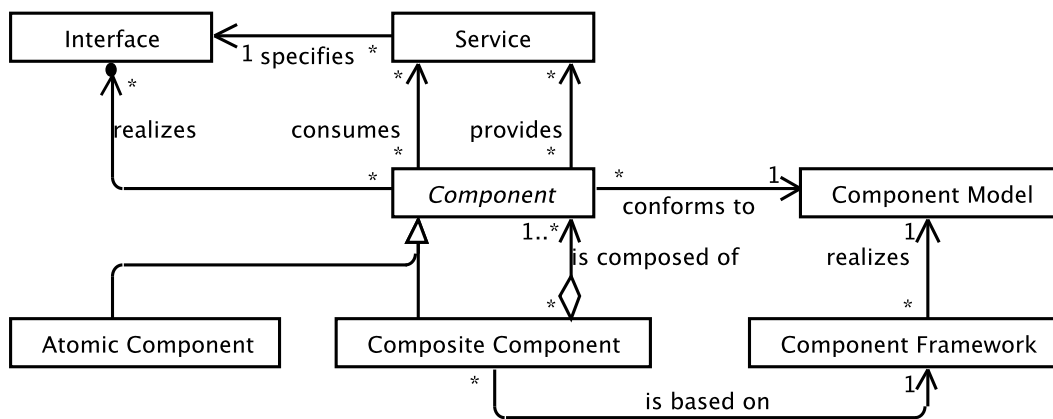 Interface
Service
1 specifies *
*
* *
realizes
consumes
provides
* *
*
Component
*
1
conforms to
Component Model
1..*
1
is composed of
realizes
*
*
Atomic Component
Composite Component
Component Framework
*
1
is based on